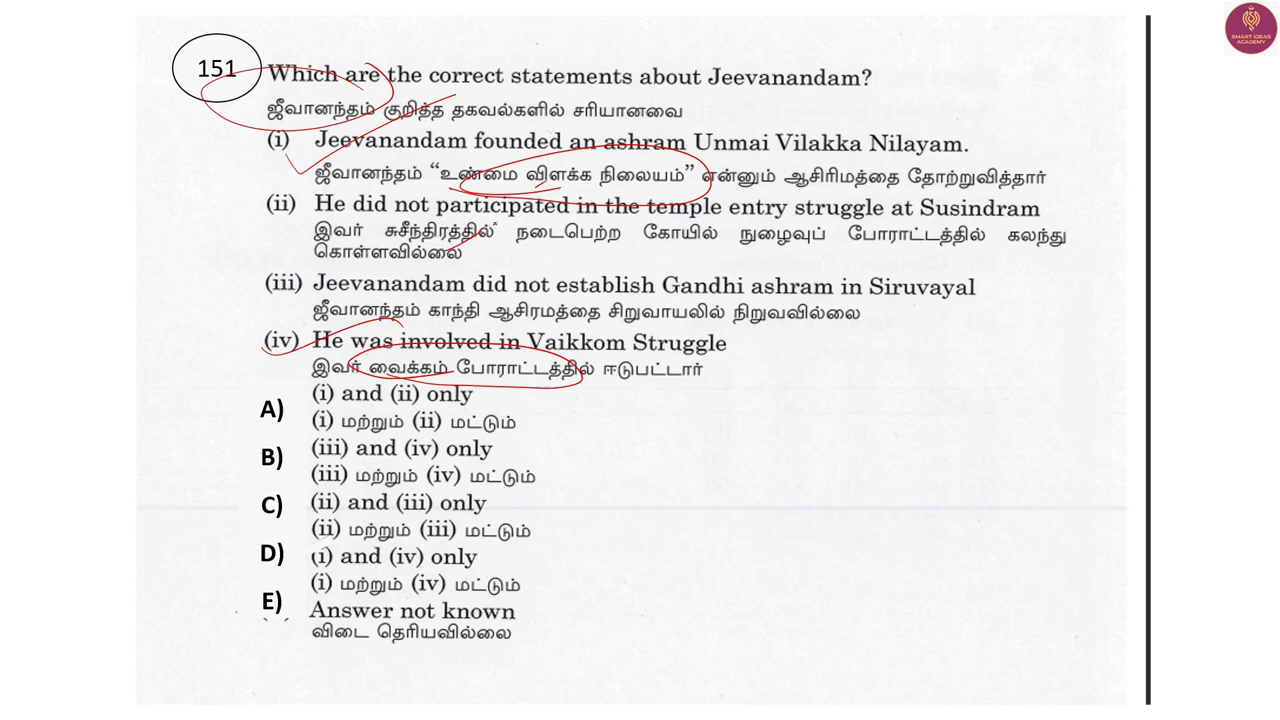 SMART IDEAS
ACADEMY
151
Which are the correct statements about Jeevanandam?
ஜீவானந்தம் குறித்த தகவல்களில் சரியானவை
(i) Jeevanandam founded an ashram Unmai Vilakka Nilayam.
ஜீவானந்தம் “உண்மை விளக்க நிலையம்” என்னும் ஆசிரிமத்தை தோற்றுவித்தார்
(ii) He did not participated in the temple entry struggle at Susindram
இவர் சுசீந்திரத்தில் நடைபெற்ற கோயில் நுழைவுப் போராட்டத்தில் கலந்து
கொள்ளவில்லை
(iii) Jeevanandam did not establish Gandhi ashram in Siruvayal
ஜீவானந்தம் காந்தி ஆசிரமத்தை சிறுவாயலில் நிறுவவில்லை
(iv) He was involved in Vaikkom Struggle
இவர் வைக்கம் போராட்டத்தில் ஈடுபட்டார்
A) (i) and (ii) only
(i) மற்றும் (ii) மட்டும்
B) (iii) and (iv) only
(iii) மற்றும் (iv) மட்டும்
C) (ii) and (iii) only
(ii) மற்றும் (iii) மட்டும்
D) (i) and (iv) only
(i) மற்றும் (iv) மட்டும்
E) Answer not known
விடை தெரியவில்லை